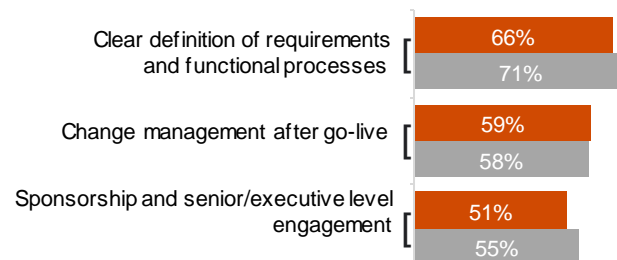 Clear definition of requirements
and functional processes
66%
71%
Change management after go-live
59%
58%
Sponsorship and senior/executive level
engagement
51%
55%